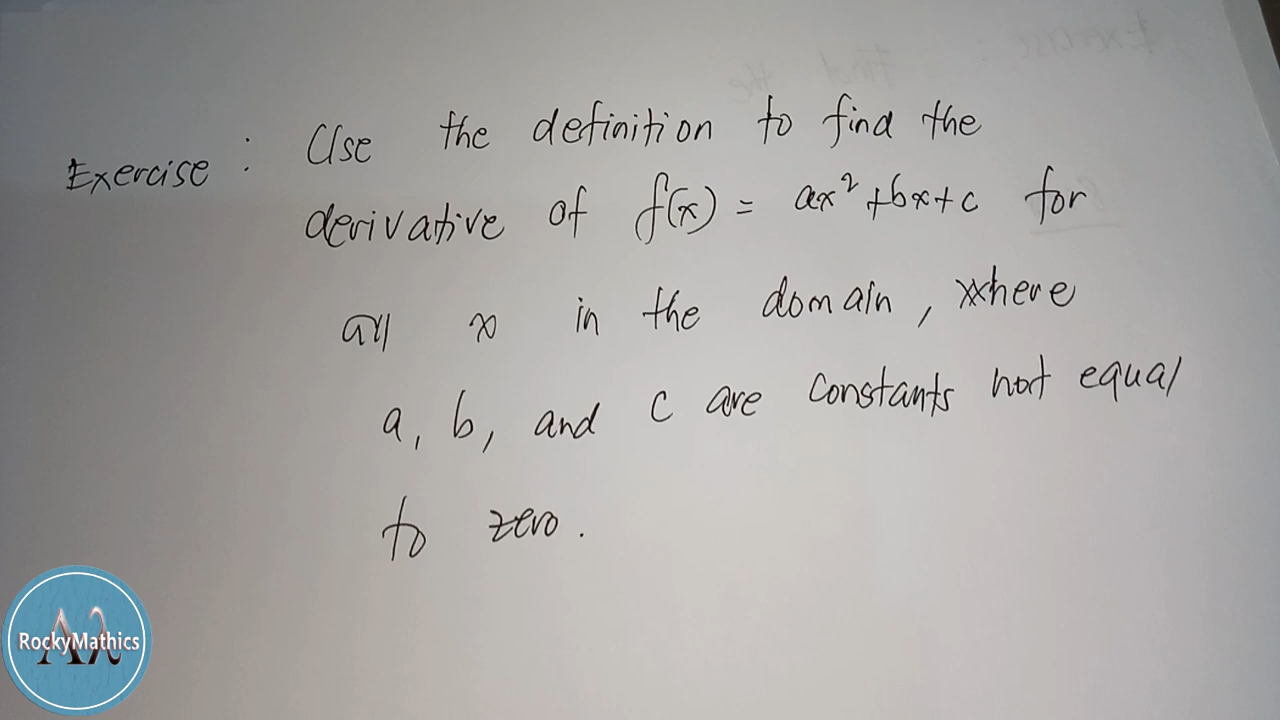 Exercise : Use the definition to find the
derivative of f(x) = ax² + bx + c for
all x in the domain, where
a, b, and c are constants not equal
to zero.
RockyMathics